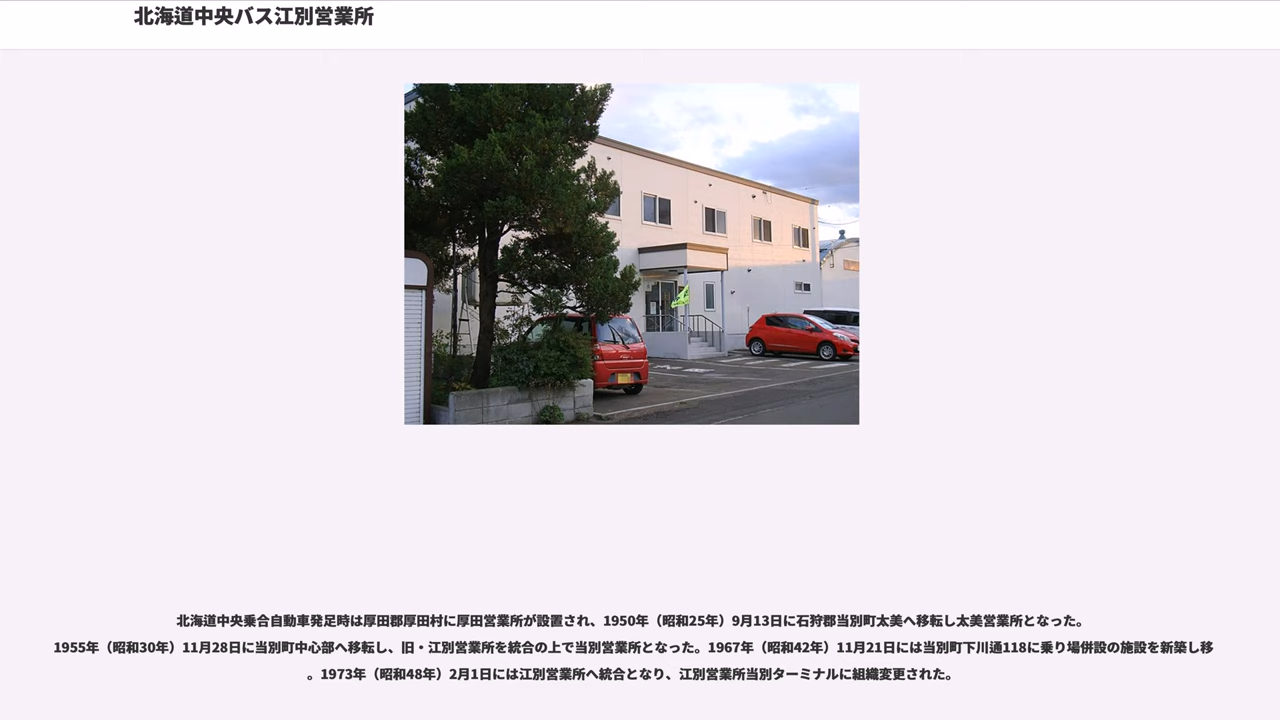 北海道中央バス江別営業所
北海道中央乗合自動車発足時は厚田郡厚田村に厚田営業所が設置され、1950年（昭和25年）9月13日に石狩郡当別町太美へ移転し太美営業所となった。
1955年（昭和30年）11月28日に当別町中心部へ移転し、旧・江別営業所を統合の上で当別営業所となった。1967年（昭和42年）11月21日には当別町下川通118に乗り場併設の施設を新築し移
。1973年（昭和48年）2月1日には江別営業所へ統合となり、江別営業所当別ターミナルに組織変更された。